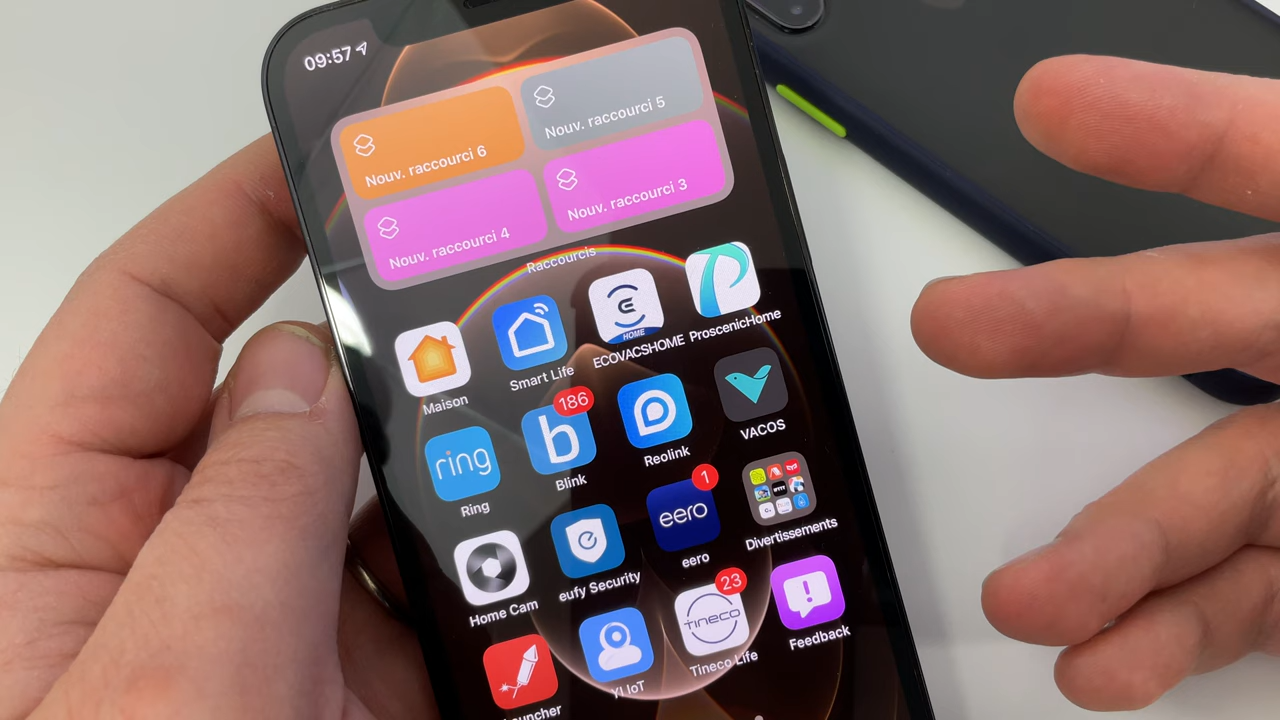 09:57
Nouv. raccourci 6
Nouv. raccourci 5
Nouv. raccourci 4
Nouv. raccourci 3
Raccourcis
HOME
Maison
Smart Life
ECOVACSHOME
ProscenicHome
ring
186
b
Ring
Blink
Reolink
VACOS
eero
1
Home Cam
eufy Security
eero
Divertissements
tineco
23
YI IoT
Tineco Life
Feedback